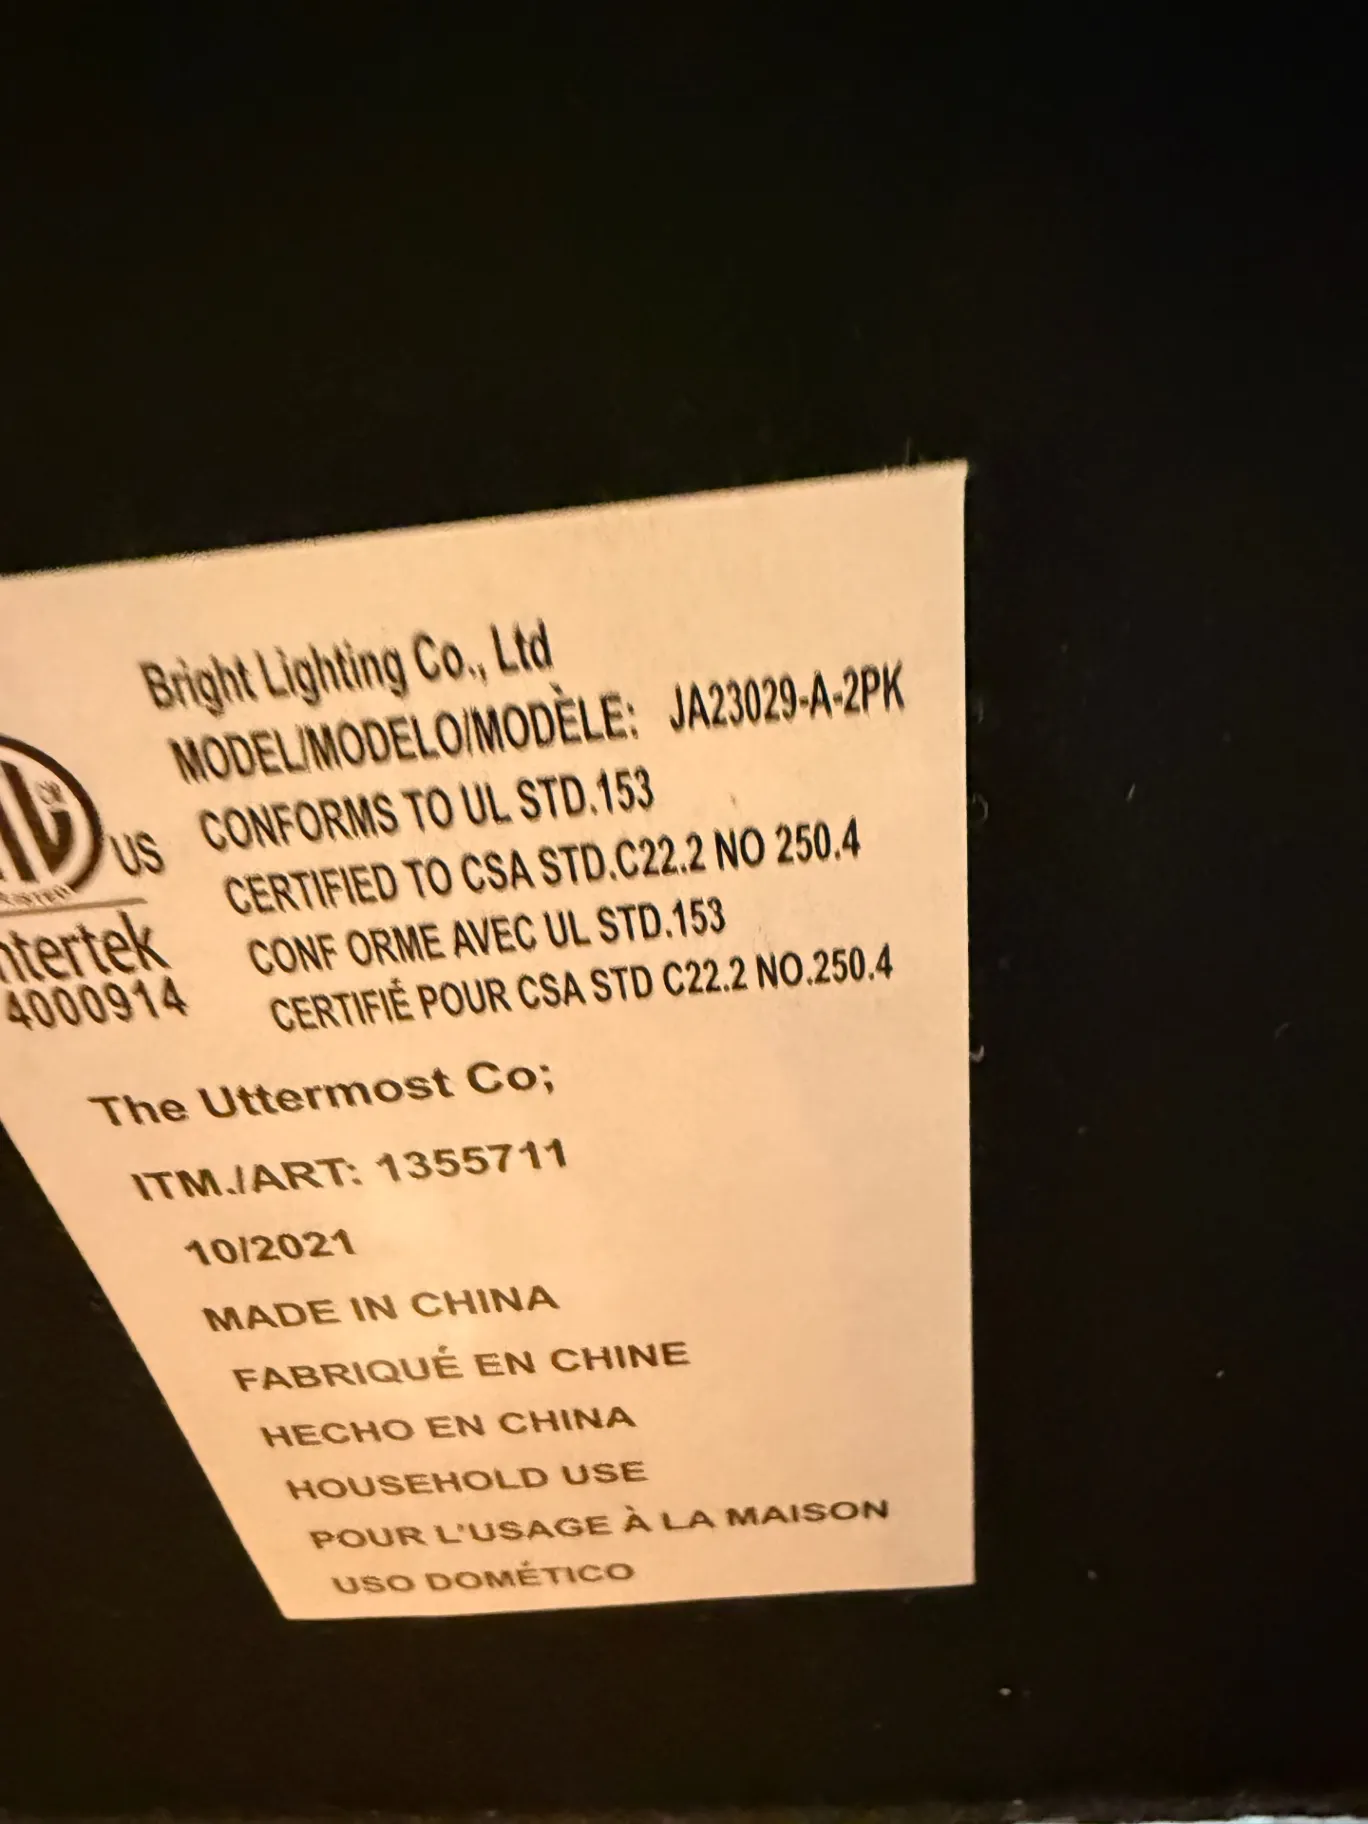 Bright Lighting Co., Ltd
MODEL/MODELO/MODÈLE: JA23029-A-2PK
CONFORMS TO UL STD.153
CERTIFIED TO CSA STD.C22.2 NO 250.4
CONF ORME AVEC UL STD.153
CERTIFIÉ POUR CSA STD C22.2 NO.250.4
US
ntertek
4000914
The Uttermost Co;
ITM./ART: 1355711
10/2021
MADE IN CHINA
FABRIQUÉ EN CHINE
HECHO EN CHINA
HOUSEHOLD USE
POUR L'USAGE À LA MAISON
USO DOMÉTICO